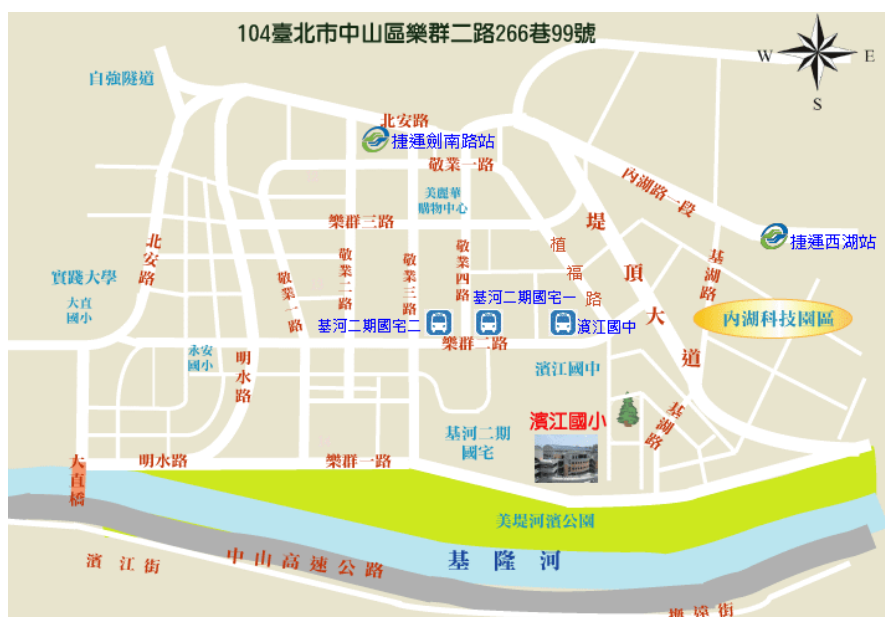 104臺北市中山區樂群二路266巷99號
W
E
S
自強隧道
北安路
捷運劍南路站
敬業一路
內湖路一段
美麗華
購物中心
樂群三路
植福路
堤頂大道
捷運西湖站
北安路
實踐大學
大直
國小
敬業一路
敬業二路
敬業三路
敬業四路
基湖路
基河二期國宅一
基河二期國宅二
濱江國中
內湖科技園區
樂群二路
永安
國小
明水路
濱江國中
濱江國小
基湖路
基河二期
國宅
大直橋
明水路
樂群一路
美堤河濱公園
濱江街
中山高速公路
基隆河
撫遠街